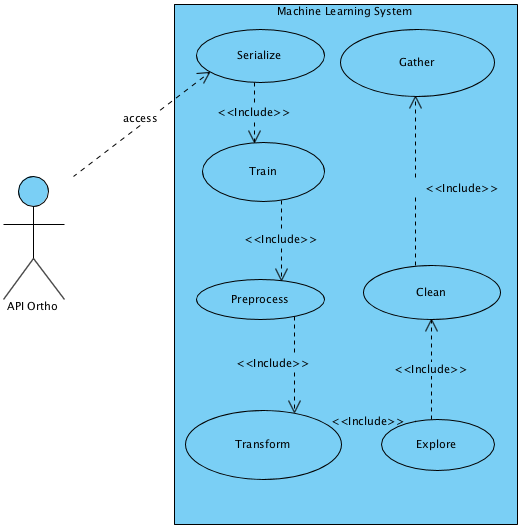 Machine Learning System
Serialize
Gather
access
<<Include>>
Train
<<Include>>
<<Include>>
Preprocess
Clean
API Ortho
<<Include>>
<<Include>>
<<Include>>
Transform
Explore